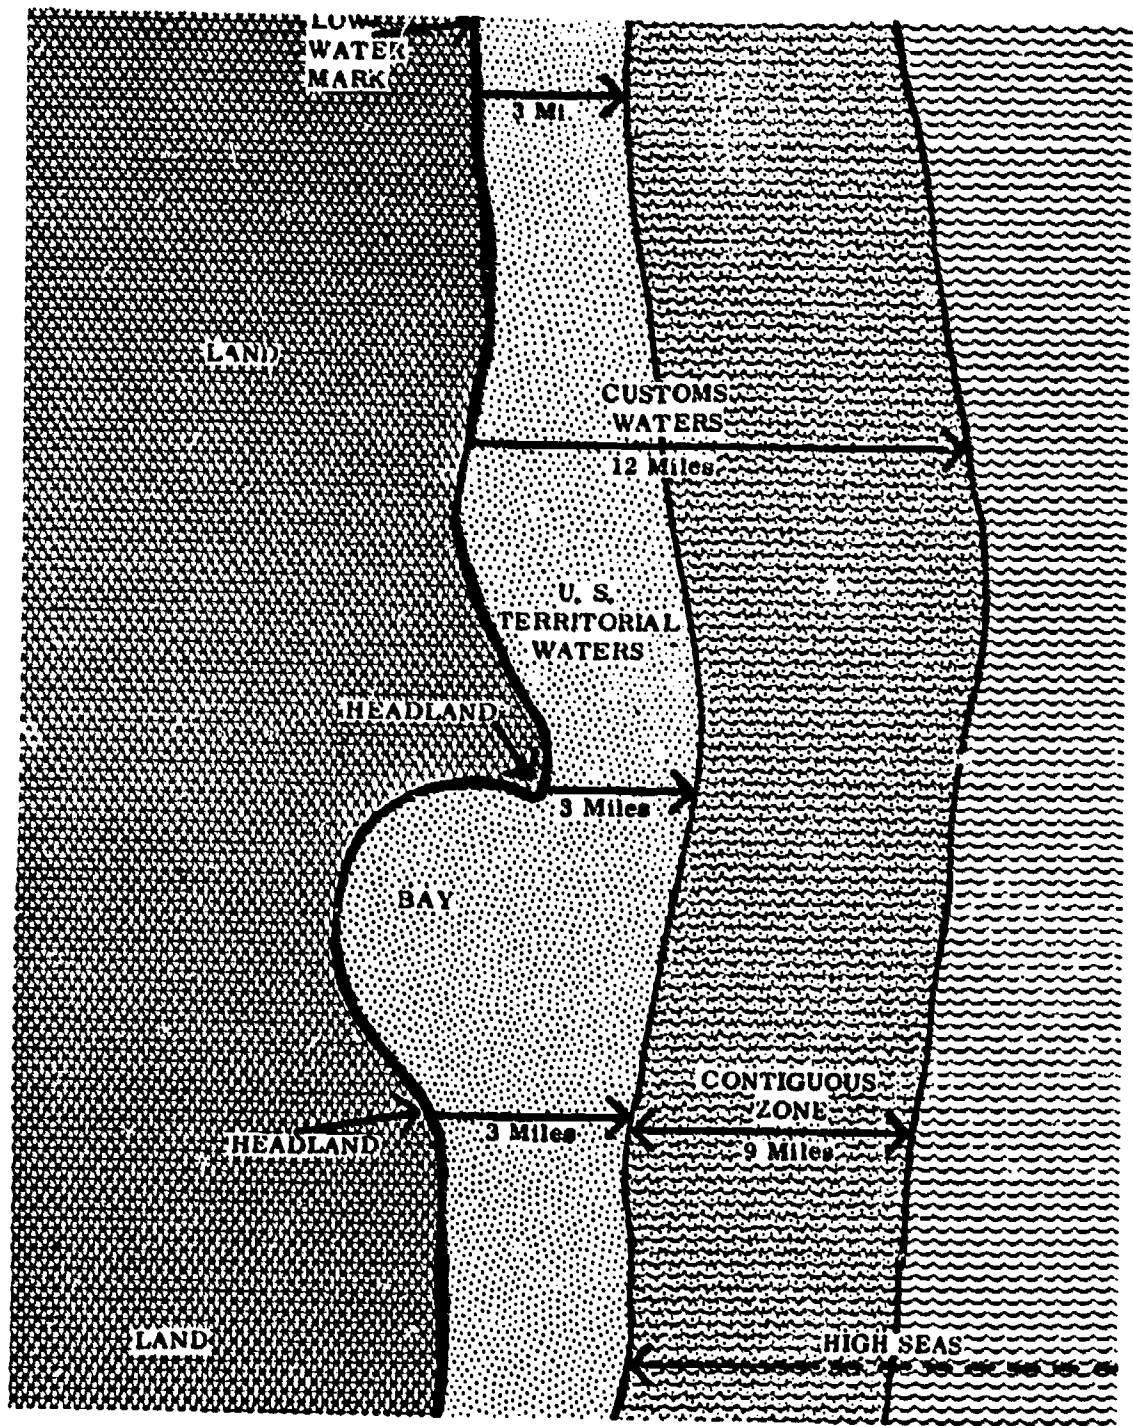 LOW
WATER
MARK
3 Mi
LAND
CUSTOMS
WATERS
12 Miles
U. S.
TERRITORIAL
WATERS
HEADLAND
3 Miles
BAY
CONTIGUOUS
ZONE
HEADLAND
3 Miles
9 Miles
LAND
HIGH SEAS